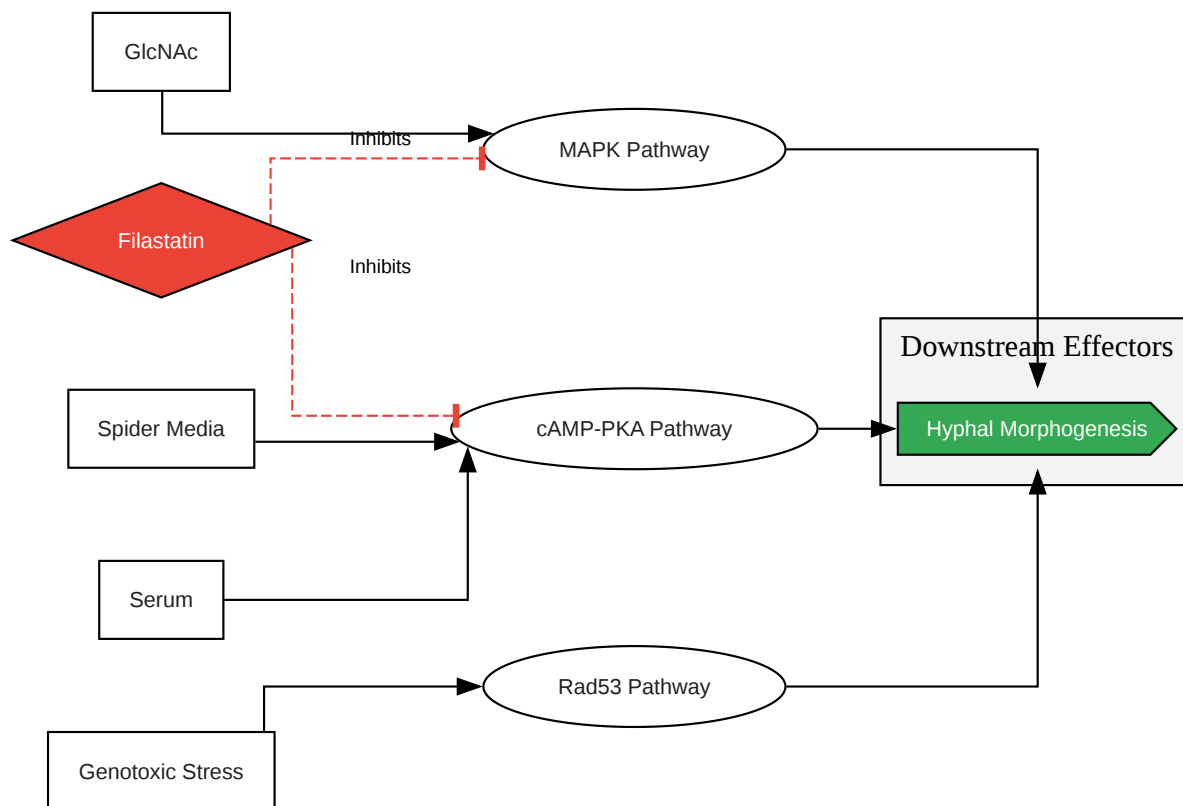 GlcNAc
Inhibits
MAPK Pathway
Filastatin
Inhibits
Downstream Effectors
Spider Media
cAMP-PKA Pathway
Hyphal Morphogenesis
Serum
Rad53 Pathway
Genotoxic Stress